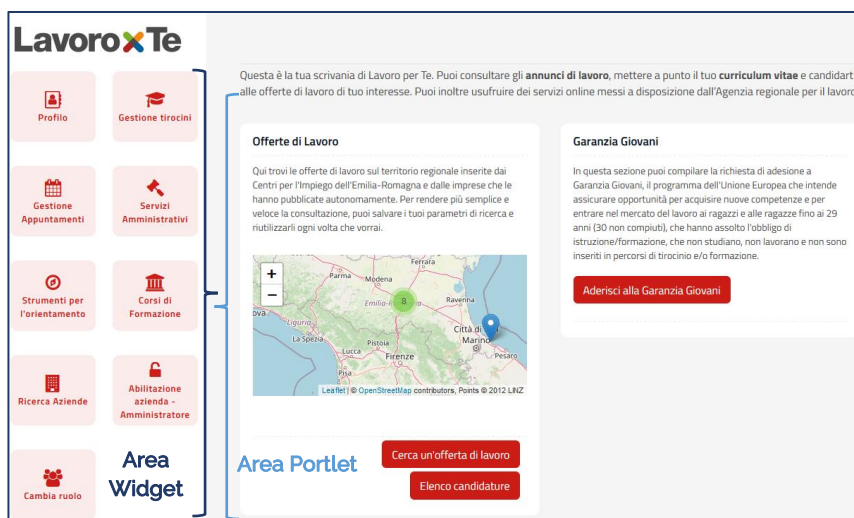 LavoroxTe
Profilo
Gestione tirocini
Gestione
Appuntamenti
Servizi
Amministrativi
Strumenti per
l'orientamento
Corsi di
Formazione
Ricerca Aziende
Abilitazione
azienda -
Amministratore
Cambia ruolo
Area
Widget
Questa è la tua scrivania di Lavoro per Te. Puoi consultare gli annunci di lavoro, mettere a punto il tuo curriculum vitae e candidarti
alle offerte di lavoro di tuo interesse. Puoi inoltre usufruire dei servizi online messi a disposizione dall'Agenzia regionale per il lavoro
Offerte di Lavoro
Qui trovi le offerte di lavoro sul territorio regionale inserite dai
Centri per l'Impiego dell'Emilia-Romagna e dalle imprese che le
hanno pubblicate autonomamente. Per rendere più semplice e
veloce la consultazione, puoi salvare i tuoi parametri di ricerca e
riutilizzarli ogni volta che vorrai.
+
−
Ferrara
Parma
Modena
8
Ravenna
Liguria
La Spezia
Pistoia
Lucca
Firenze
Città di
Marino
Pesaro
Pisa
Leaflet | © OpenStreetMap contributors, Points © 2012 LINZ
Area Portlet
Cerca un'offerta di lavoro
Elenco candidature
Garanzia Giovani
In questa sezione puoi compilare la richiesta di adesione a
Garanzia Giovani, il programma dell'Unione Europea che intende
assicurare opportunità per acquisire nuove competenze e per
entrare nel mercato del lavoro ai ragazzi e alle ragazze fino ai 29
anni (30 non compiuti), che hanno assolto l'obbligo di
istruzione/formazione, che non studiano, non lavorano e non sono
inseriti in percorsi di tirocinio e/o formazione.
Aderisci alla Garanzia Giovani